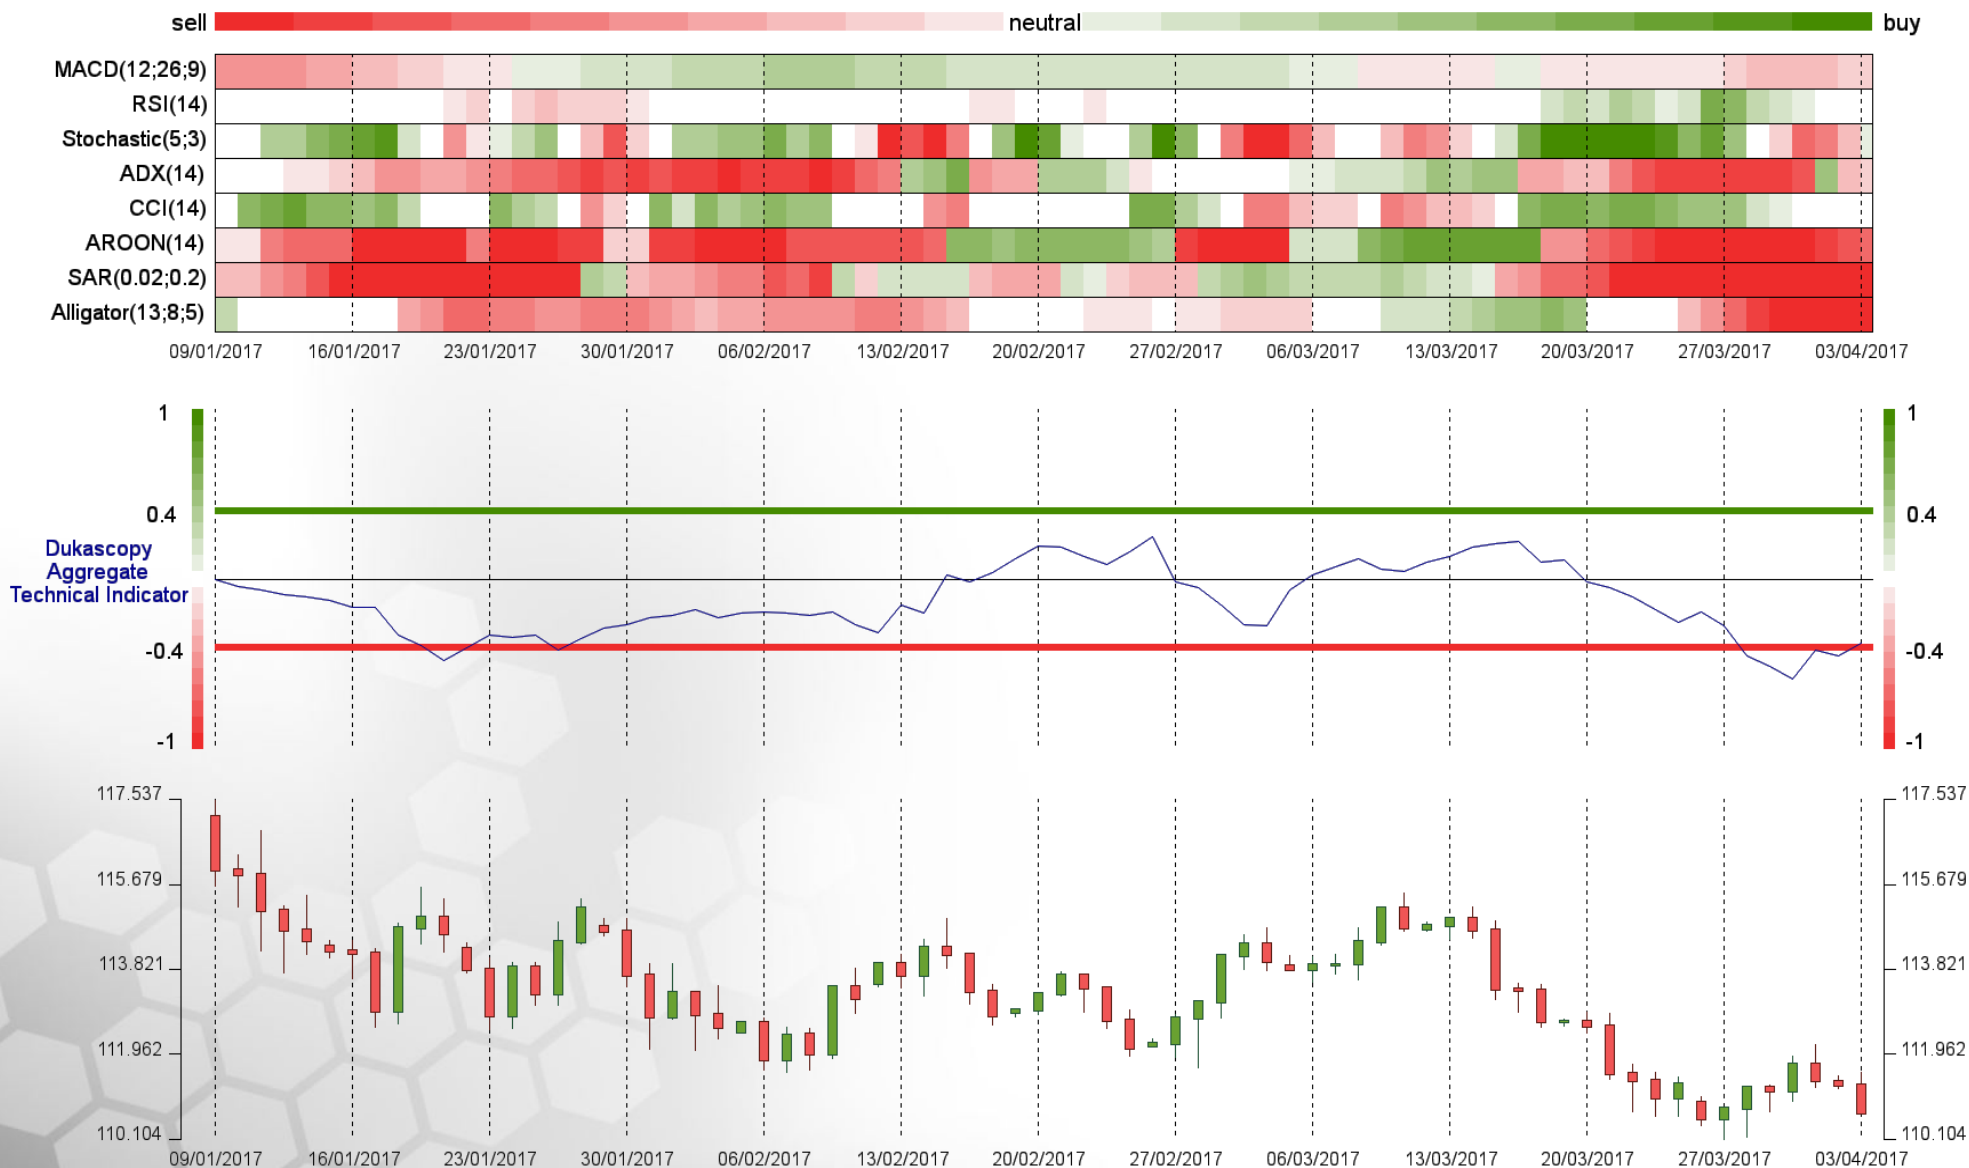 sell neutral buy
MACD(12;26;9)
RSI(14)
Stochastic(5;3)
ADX(14)
CCI(14)
AROON(14)
SAR(0.02;0.2)
Alligator(13;8;5)
09/01/2017 16/01/2017 23/01/2017 30/01/2017 06/02/2017 13/02/2017 20/02/2017 27/02/2017 06/03/2017 13/03/2017 20/03/2017 27/03/2017 03/04/2017
1 1
0.4 0.4
Dukascopy
Aggregate
Technical Indicator
-0.4 -0.4
-1 -1
117.537 117.537
115.679 115.679
113.821 113.821
111.962 111.962
110.104 110.104
09/01/2017 16/01/2017 23/01/2017 30/01/2017 06/02/2017 13/02/2017 20/02/2017 27/02/2017 06/03/2017 13/03/2017 20/03/2017 27/03/2017 03/04/2017